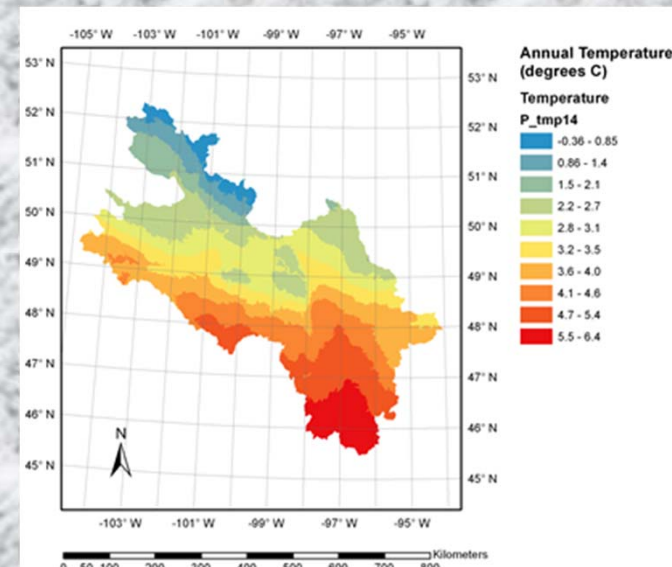 -105° W -103° W -101° W -99° W -97° W -95° W
Annual Temperature
(degrees C)
Temperature
P_tmp14
-0.36 - 0.85
0.86 - 1.4
1.5 - 2.1
2.2 - 2.7
2.8 - 3.1
3.2 - 3.5
3.6 - 4.0
4.1 - 4.6
4.7 - 5.4
5.5 - 6.4
53° N 53° N
52° N 52° N
51° N 51° N
50° N 50° N
49° N 49° N
48° N 48° N
47° N 47° N
46° N 46° N
45° N 45° N
N
-103° W -101° W -99° W -97° W -95° W
Kilometers